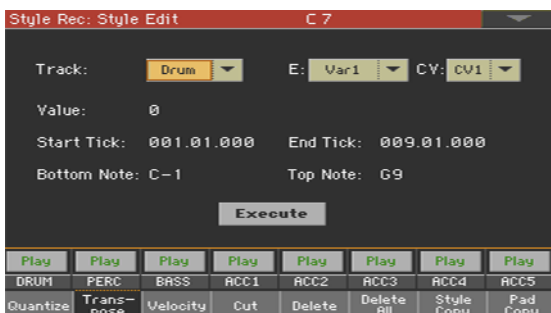 Style Rec: Style Edit C 7
Track: Drum E: Var1 CV: CV1
Value: 0
Start Tick: 001.01.000 End Tick: 009.01.000
Bottom Note: C-1 Top Note: G9
Execute
Play Play Play Play Play Play Play Play
DRUM PERC BASS ACC1 ACC2 ACC3 ACC4 ACC5
Quantize Trans-pose Velocity Cut Delete Delete All Style Copy Pad Copy